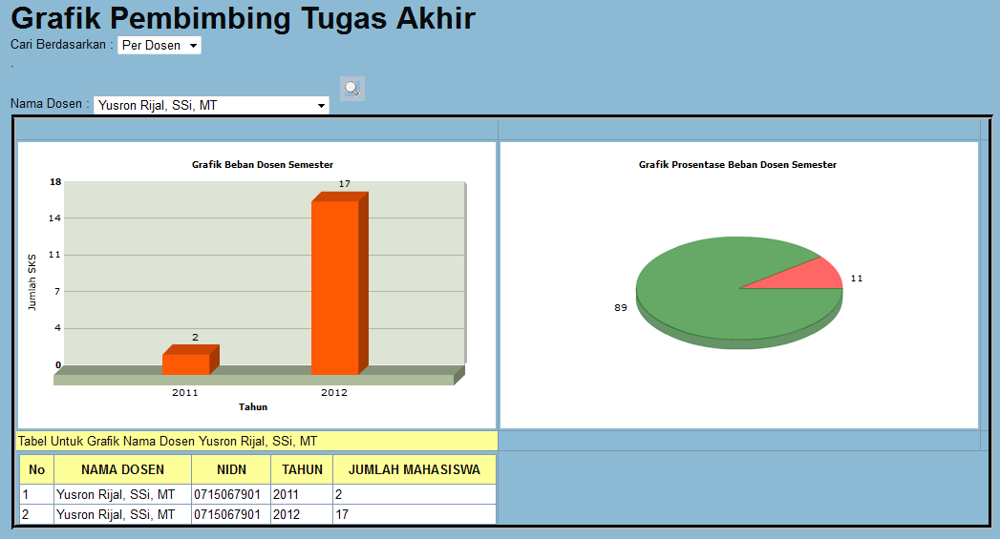 Grafik Pembimbing Tugas Akhir
Cari Berdasarkan : Per Dosen
.
Nama Dosen : Yusron Rijal, SSi, MT
Grafik Beban Dosen Semester
18
14
11
7
4
0
Jumlah SKS
2
17
2011 2012
Tahun
Grafik Prosentase Beban Dosen Semester
11
89
Tabel Untuk Grafik Nama Dosen Yusron Rijal, SSi, MT
No NAMA DOSEN NIDN TAHUN JUMLAH MAHASISWA
1 Yusron Rijal, SSi, MT 0715067901 2011 2
2 Yusron Rijal, SSi, MT 0715067901 2012 17